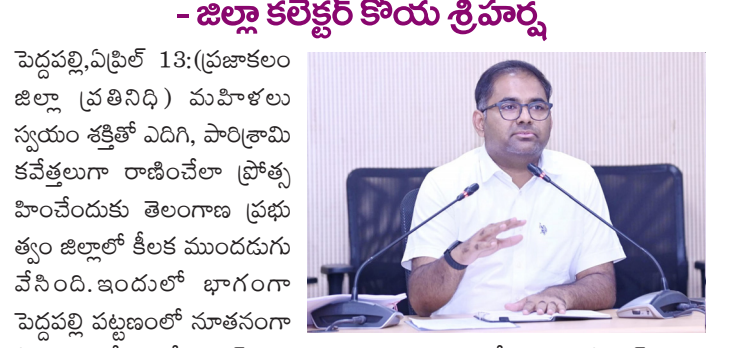 - జిల్లా కలెక్టర్ కోయ శ్రీహర్ష
పెద్దపల్లి,ఏప్రిల్ 13:(ప్రజాకలం
జిల్లా ప్రతినిధి) మహిళలు
స్వయం శక్తితో ఎదిగి, పారిశ్రామి
కవేత్తలుగా రాణించేలా ప్రోత్స
హించేందుకు తెలంగాణ ప్రభు
త్వం జిల్లాలో కీలక ముందడుగు
వేసింది.ఇందులో భాగంగా
పెద్దపల్లి పట్టణంలో నూతనంగా